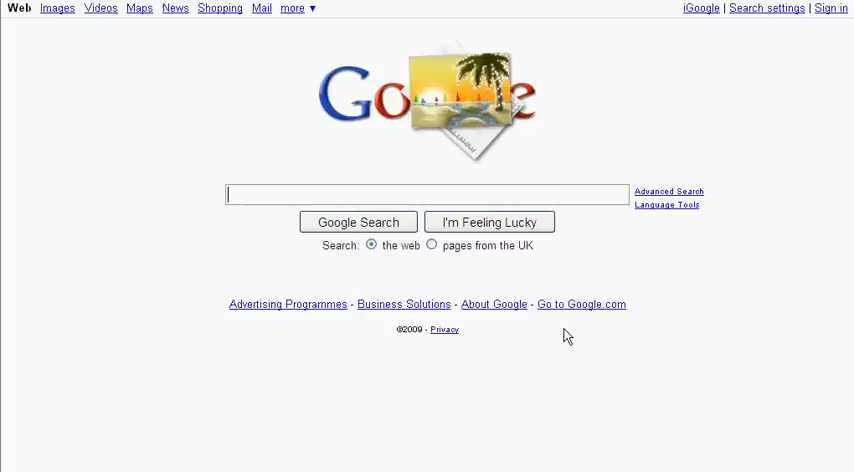 Web Images Videos Maps News Shopping Mail more ▼ iGoogle | Search settings | Sign in
Goo e
Advanced Search
Language Tools
Google Search I'm Feeling Lucky
Search: the web pages from the UK
Advertising Programmes - Business Solutions - About Google - Go to Google.com
©2009 - Privacy